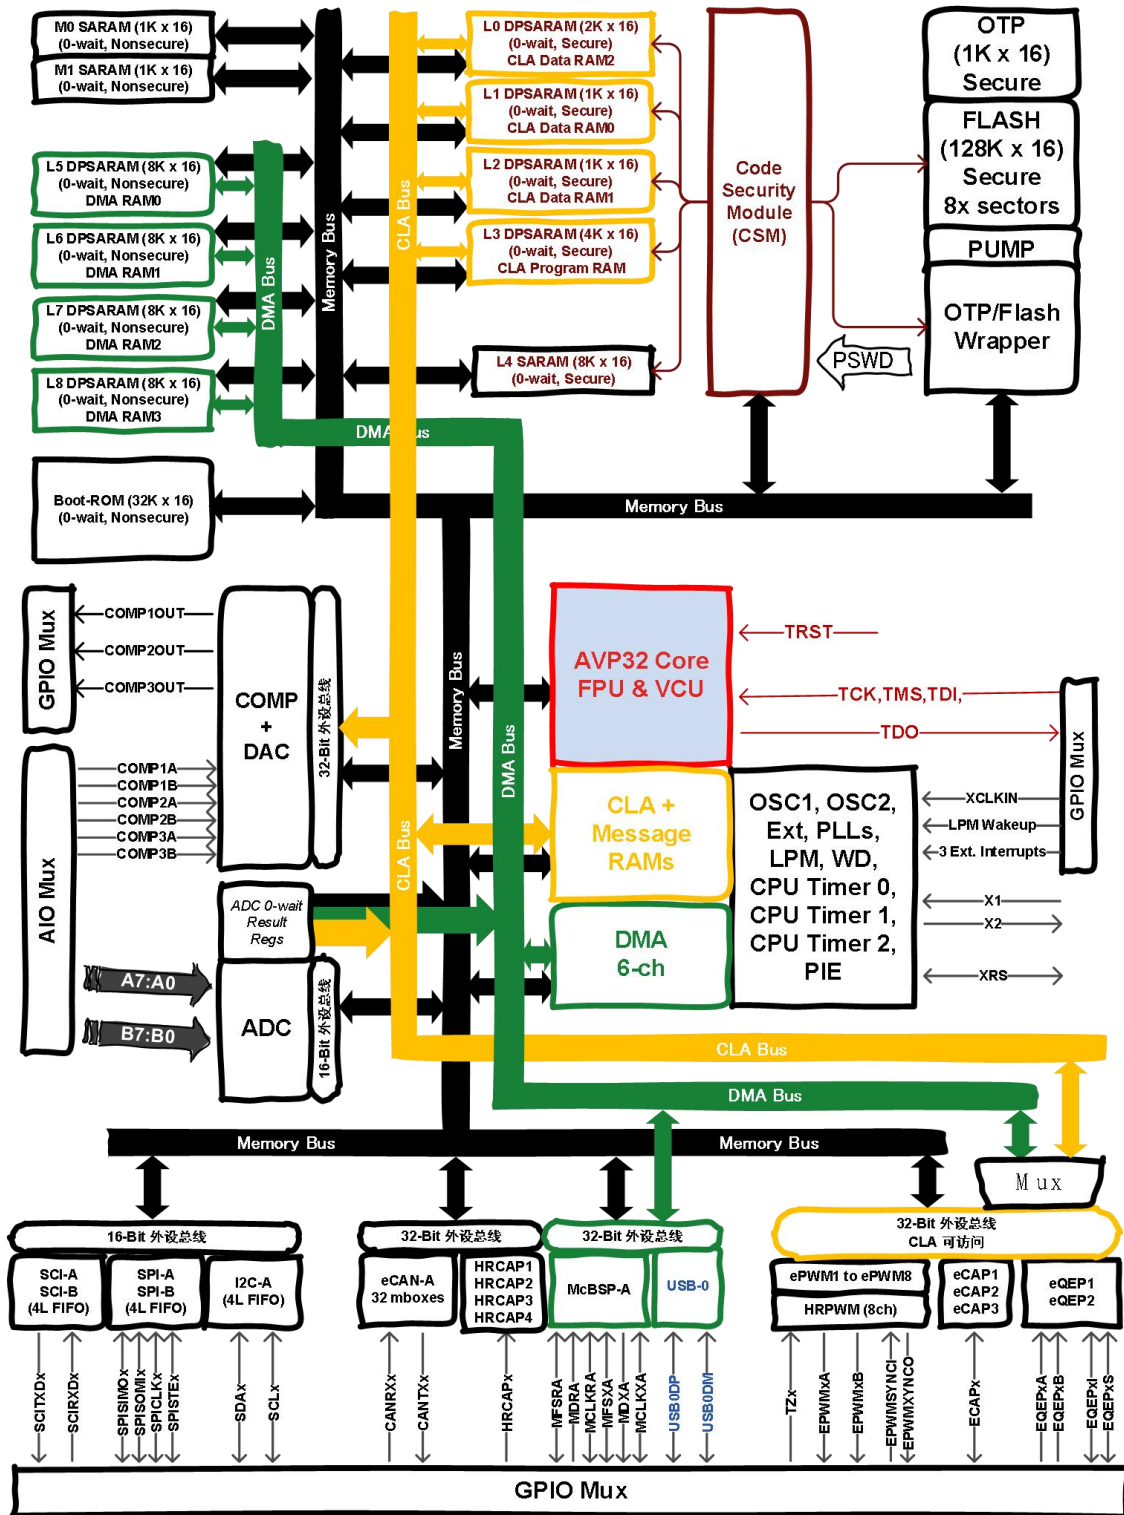 M0 SARAM (1K x 16)
(0-wait, Nonsecure)
M1 SARAM (1K x 16)
(0-wait, Nonsecure)
L5 DPSARAM (8K x 16)
(0-wait, Nonsecure)
DMA RAM0
L6 DPSARAM (8K x 16)
(0-wait, Nonsecure)
DMA RAM1
L7 DPSARAM (8K x 16)
(0-wait, Nonsecure)
DMA RAM2
L8 DPSARAM (8K x 16)
(0-wait, Nonsecure)
DMA RAM3
Boot-ROM (32K x 16)
(0-wait, Nonsecure)
DMA Bus
Memory Bus
CLA Bus
L0 DPSARAM (2K x 16)
(0-wait, Secure)
CLA Data RAM2
L1 DPSARAM (1K x 16)
(0-wait, Secure)
CLA Data RAM0
L2 DPSARAM (1K x 16)
(0-wait, Secure)
CLA Data RAM1
L3 DPSARAM (4K x 16)
(0-wait, Secure)
CLA Program RAM
L4 SARAM (8K x 16)
(0-wait, Secure)
Code
Security
Module
(CSM)
OTP
(1K x 16)
Secure
FLASH
(128K x 16)
Secure
8x sectors
PUMP
OTP/Flash
Wrapper
PSWD
DMA Bus
Memory Bus
GPIO Mux
COMP1OUT
COMP2OUT
COMP3OUT
COMP
+
DAC
32-Bit 外设总线
AIO Mux
COMP1A
COMP1B
COMP2A
COMP2B
COMP3A
COMP3B
ADC 0-wait
Result
Regs
A7:A0
B7:B0
ADC
16-Bit 外设总线
CLA Bus
Memory Bus
DMA Bus
AVP32 Core
FPU & VCU
CLA +
Message
RAMs
DMA
6-ch
OSC1, OSC2,
Ext, PLLs,
LPM, WD,
CPU Timer 0,
CPU Timer 1,
CPU Timer 2,
PIE
TRST
TCK,TMS,TDI,
TDO
XCLKIN
LPM Wakeup
3 Ext. Interrupts
X1
X2
XRS
GPIO Mux
CLA Bus
DMA Bus
Memory Bus
Memory Bus
Mux
16-Bit 外设总线
32-Bit 外设总线
32-Bit 外设总线
32-Bit 外设总线
CLA 可访问
SCI-A
SCI-B
(4L FIFO)
SPI-A
SPI-B
(4L FIFO)
I2C-A
(4L FIFO)
eCAN-A
32 mboxes
HRCAP1
HRCAP2
HRCAP3
HRCAP4
McBSP-A
USB-0
ePWM1 to ePWM8
HRPWM (8ch)
eCAP1
eCAP2
eCAP3
eQEP1
eQEP2
SCITXDx
SCIRXDx
SPISIMOx
SPISOMIx
SPICLKx
SPISTEx
SDAx
SCLx
CANRXx
CANTXx
HRCAPx
MFSRA
MDRA
MCLKRA
MFSXA
MDXA
MCLKXA
USB0DP
USB0DM
TZx
EPWMxA
EPWMxB
EPWMSYNCI
EPWMXYNCO
ECAPx
EQEPxA
EQEPxB
EQEPxI
EQEPxS
GPIO Mux